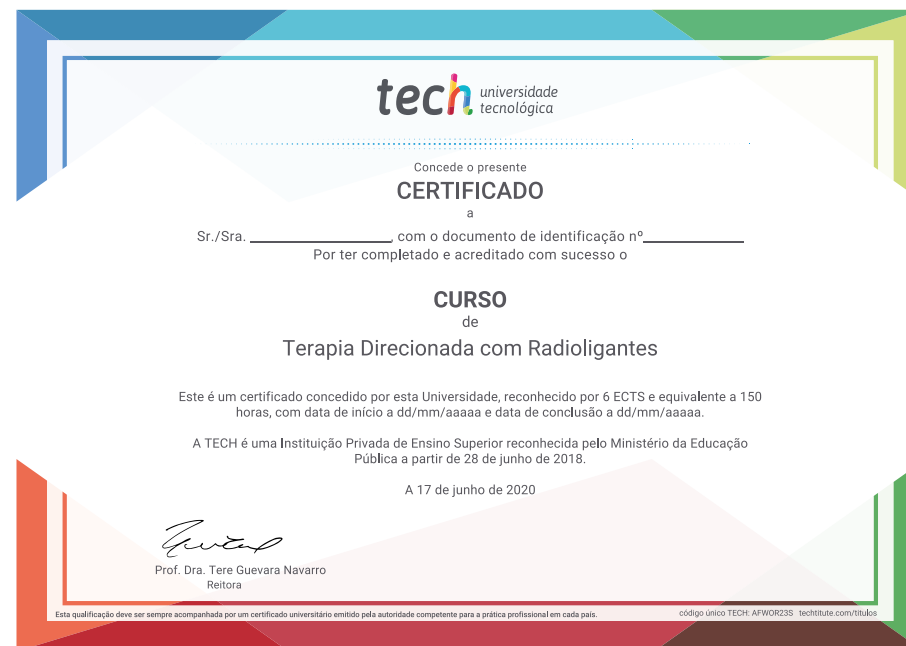 tech universidade
tecnológica
Concede o presente
CERTIFICADO
a
Sr./Sra. ________________, com o documento de identificação nº____________
Por ter completado e acreditado com sucesso o
CURSO
de
Terapia Direcionada com Radioligantes
Este é um certificado concedido por esta Universidade, reconhecido por 6 ECTS e equivalente a 150
horas, com data de início a dd/mm/aaaaa e data de conclusão a dd/mm/aaaaa.
A TECH é uma Instituição Privada de Ensino Superior reconhecida pelo Ministério da Educação
Pública a partir de 28 de junho de 2018.
A 17 de junho de 2020
Prof. Dra. Tere Guevara Navarro
Reitora
Esta qualificação deve ser sempre acompanhada por um certificado universitário emitido pela autoridade competente para a prática profissional em cada país.
código único TECH: AFWOR23S techtitute.com/titulos